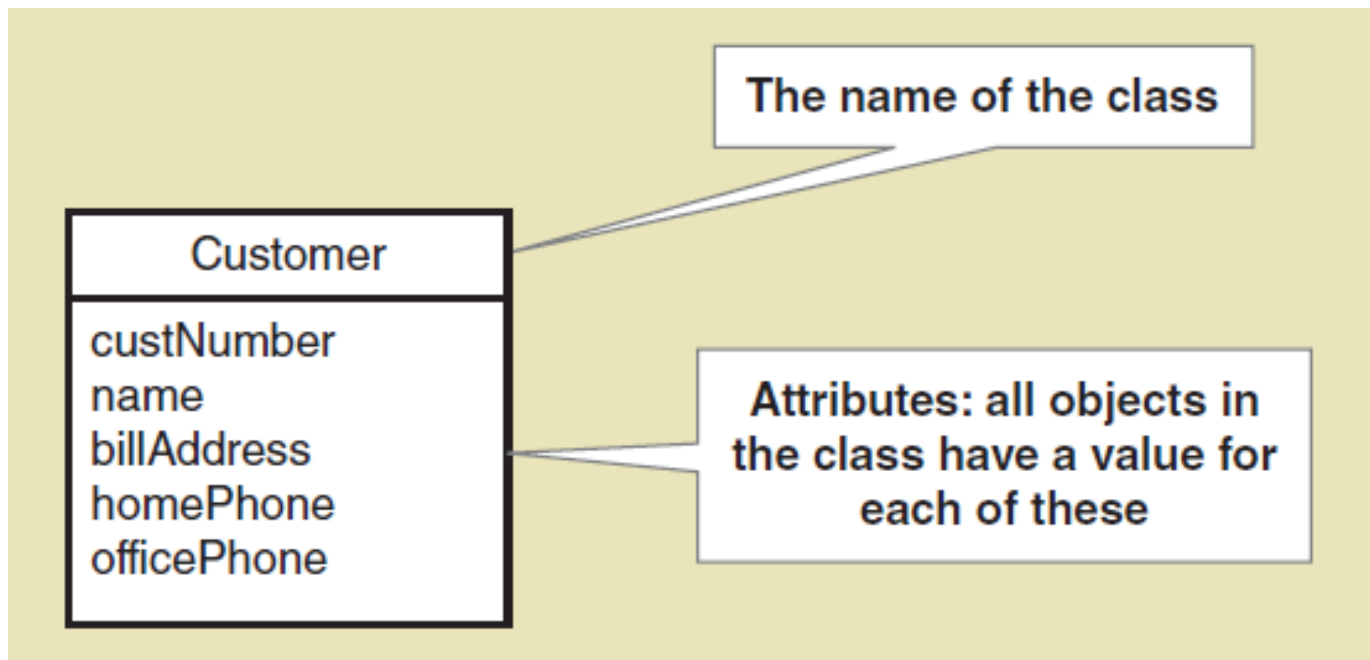 The name of the class
Customer
custNumber
name
billAddress
homePhone
officePhone
Attributes: all objects in
the class have a value for
each of these